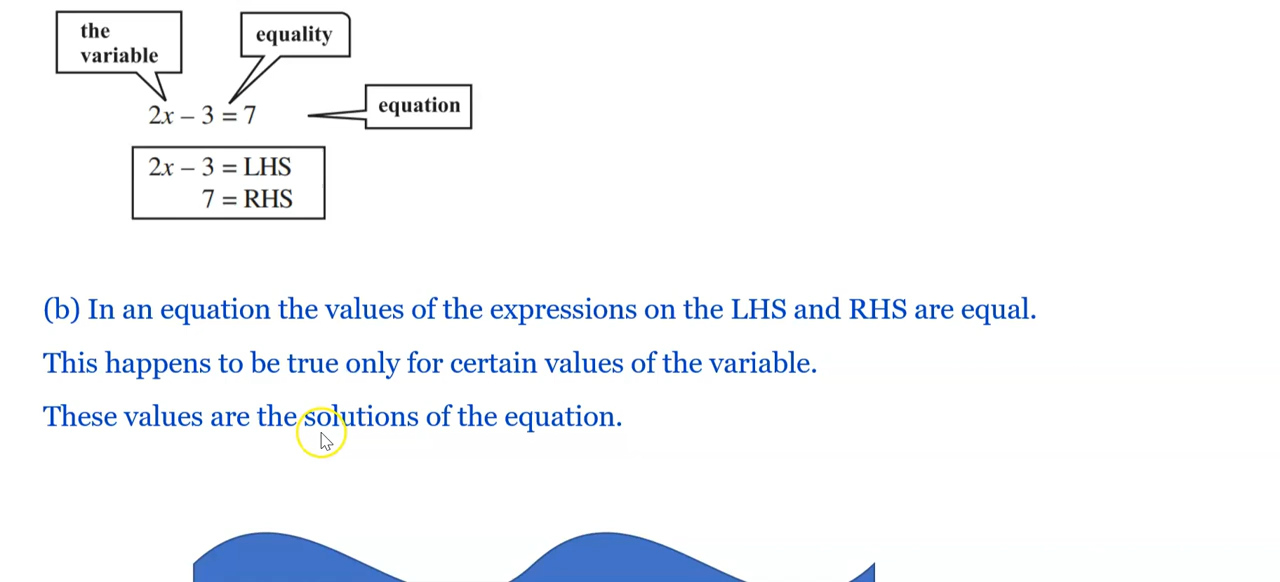 the
variable
equality
2x – 3 = 7
equation
2x – 3 = LHS
7 = RHS
(b) In an equation the values of the expressions on the LHS and RHS are equal.
This happens to be true only for certain values of the variable.
These values are the solutions of the equation.